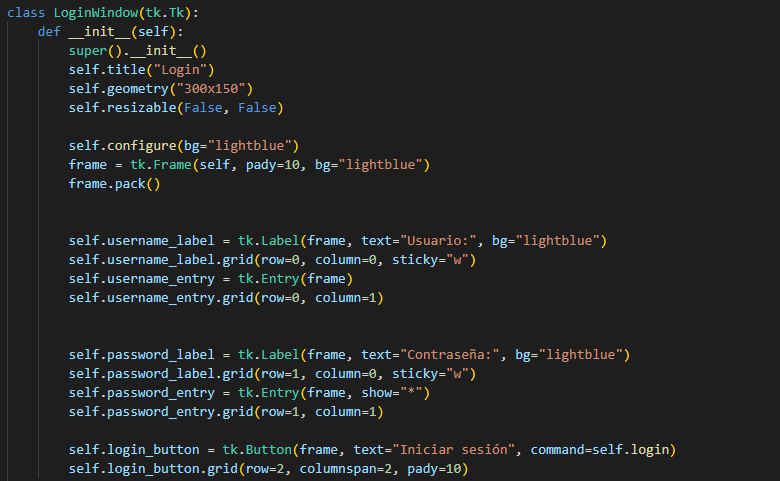 class LoginWindow(tk.Tk):
    def __init__(self):
        super().__init__()
        self.title("Login")
        self.geometry("300x150")
        self.resizable(False, False)

        self.configure(bg="lightblue")
        frame = tk.Frame(self, pady=10, bg="lightblue")
        frame.pack()


        self.username_label = tk.Label(frame, text="Usuario:", bg="lightblue")
        self.username_label.grid(row=0, column=0, sticky="w")
        self.username_entry = tk.Entry(frame)
        self.username_entry.grid(row=0, column=1)


        self.password_label = tk.Label(frame, text="Contraseña:", bg="lightblue")
        self.password_label.grid(row=1, column=0, sticky="w")
        self.password_entry = tk.Entry(frame, show="*")
        self.password_entry.grid(row=1, column=1)

        self.login_button = tk.Button(frame, text="Iniciar sesión", command=self.login)
        self.login_button.grid(row=2, columnspan=2, pady=10)